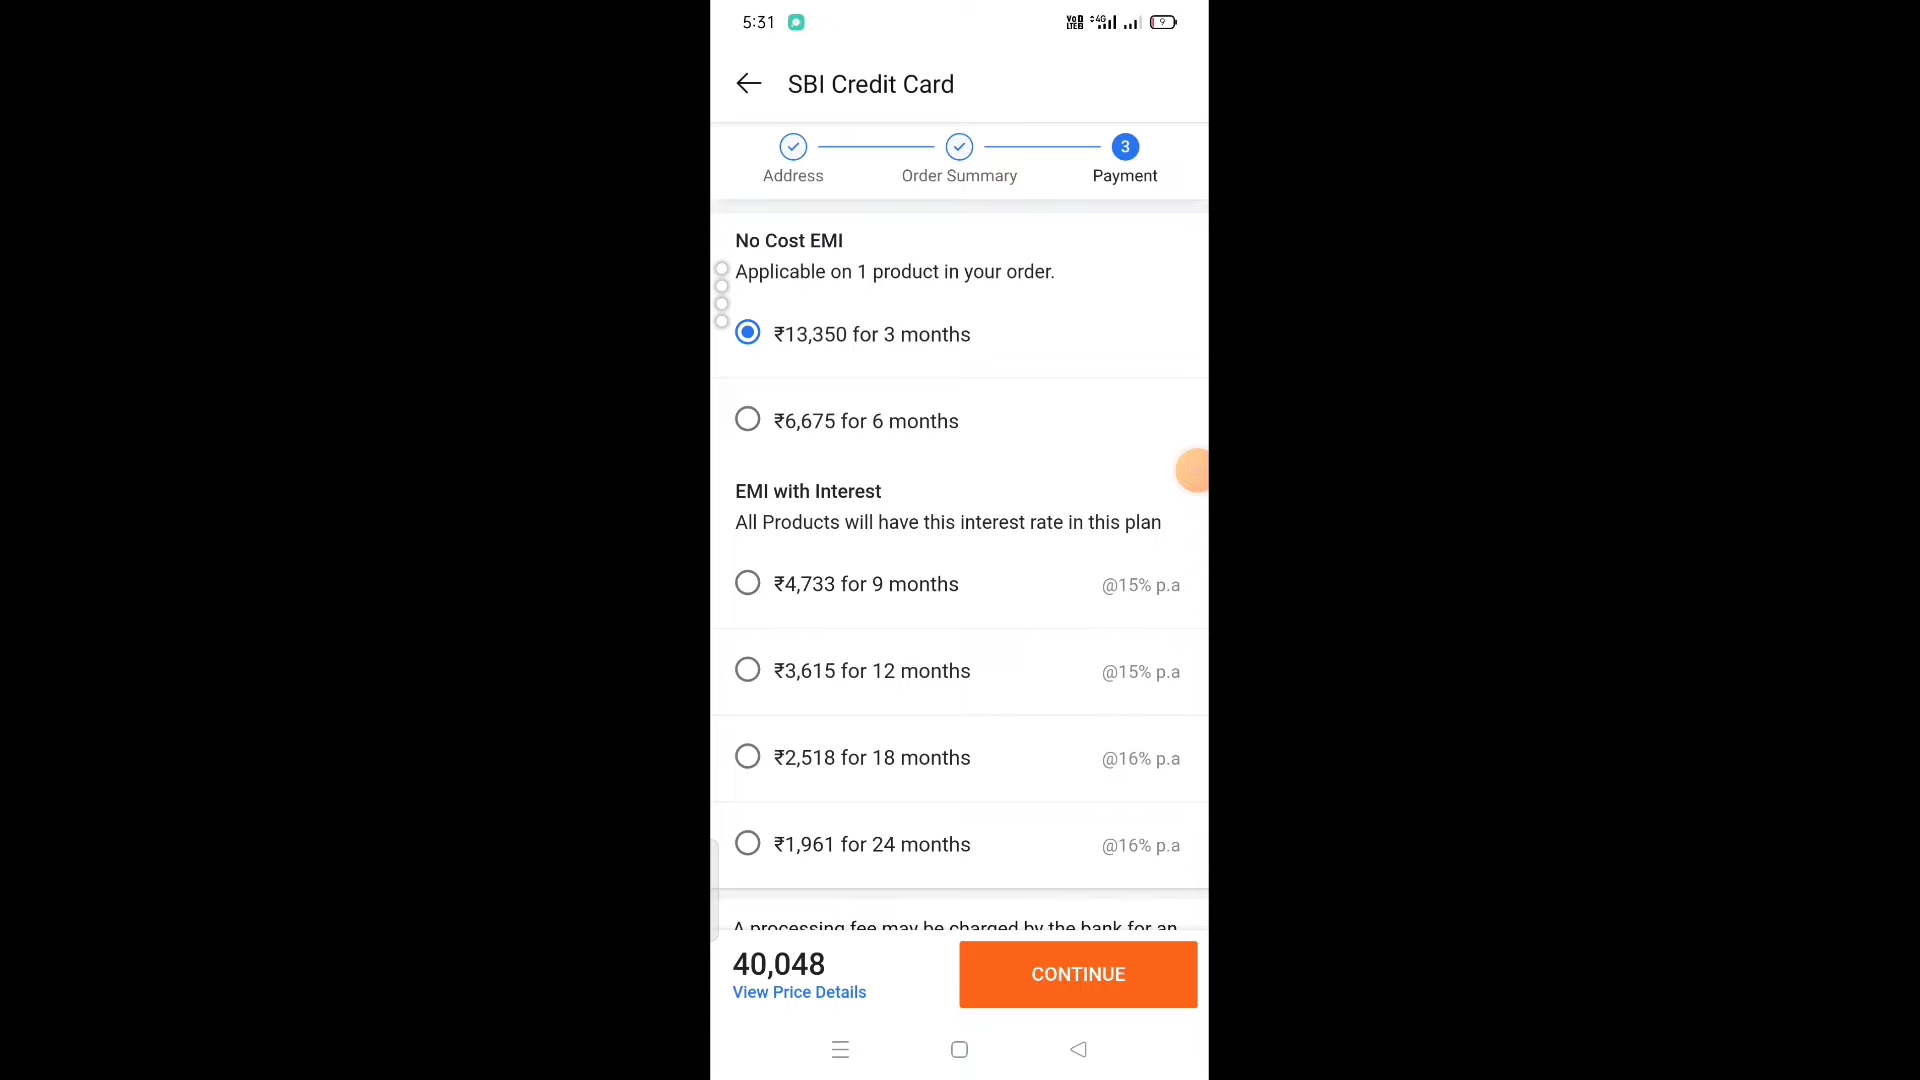 5:31
VoD LTE2 4G 9
SBI Credit Card
3
Address Order Summary Payment
No Cost EMI
Applicable on 1 product in your order.
₹13,350 for 3 months
₹6,675 for 6 months
EMI with Interest
All Products will have this interest rate in this plan
₹4,733 for 9 months @15% p.a
₹3,615 for 12 months @15% p.a
₹2,518 for 18 months @16% p.a
₹1,961 for 24 months @16% p.a
A processing fee may be charged by the bank for an
40,048
View Price Details
CONTINUE